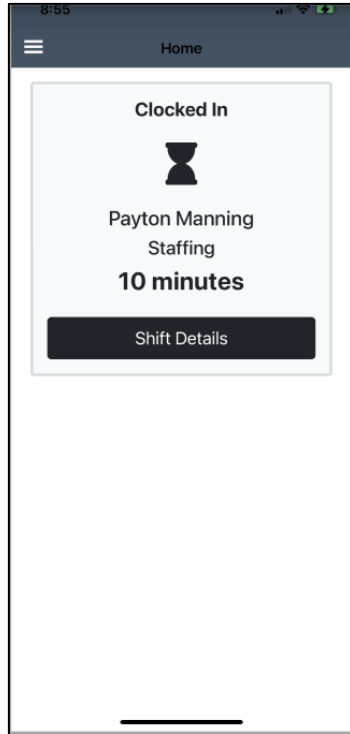 8:55
Home
Clocked In
Payton Manning
Staffing
10 minutes
Shift Details